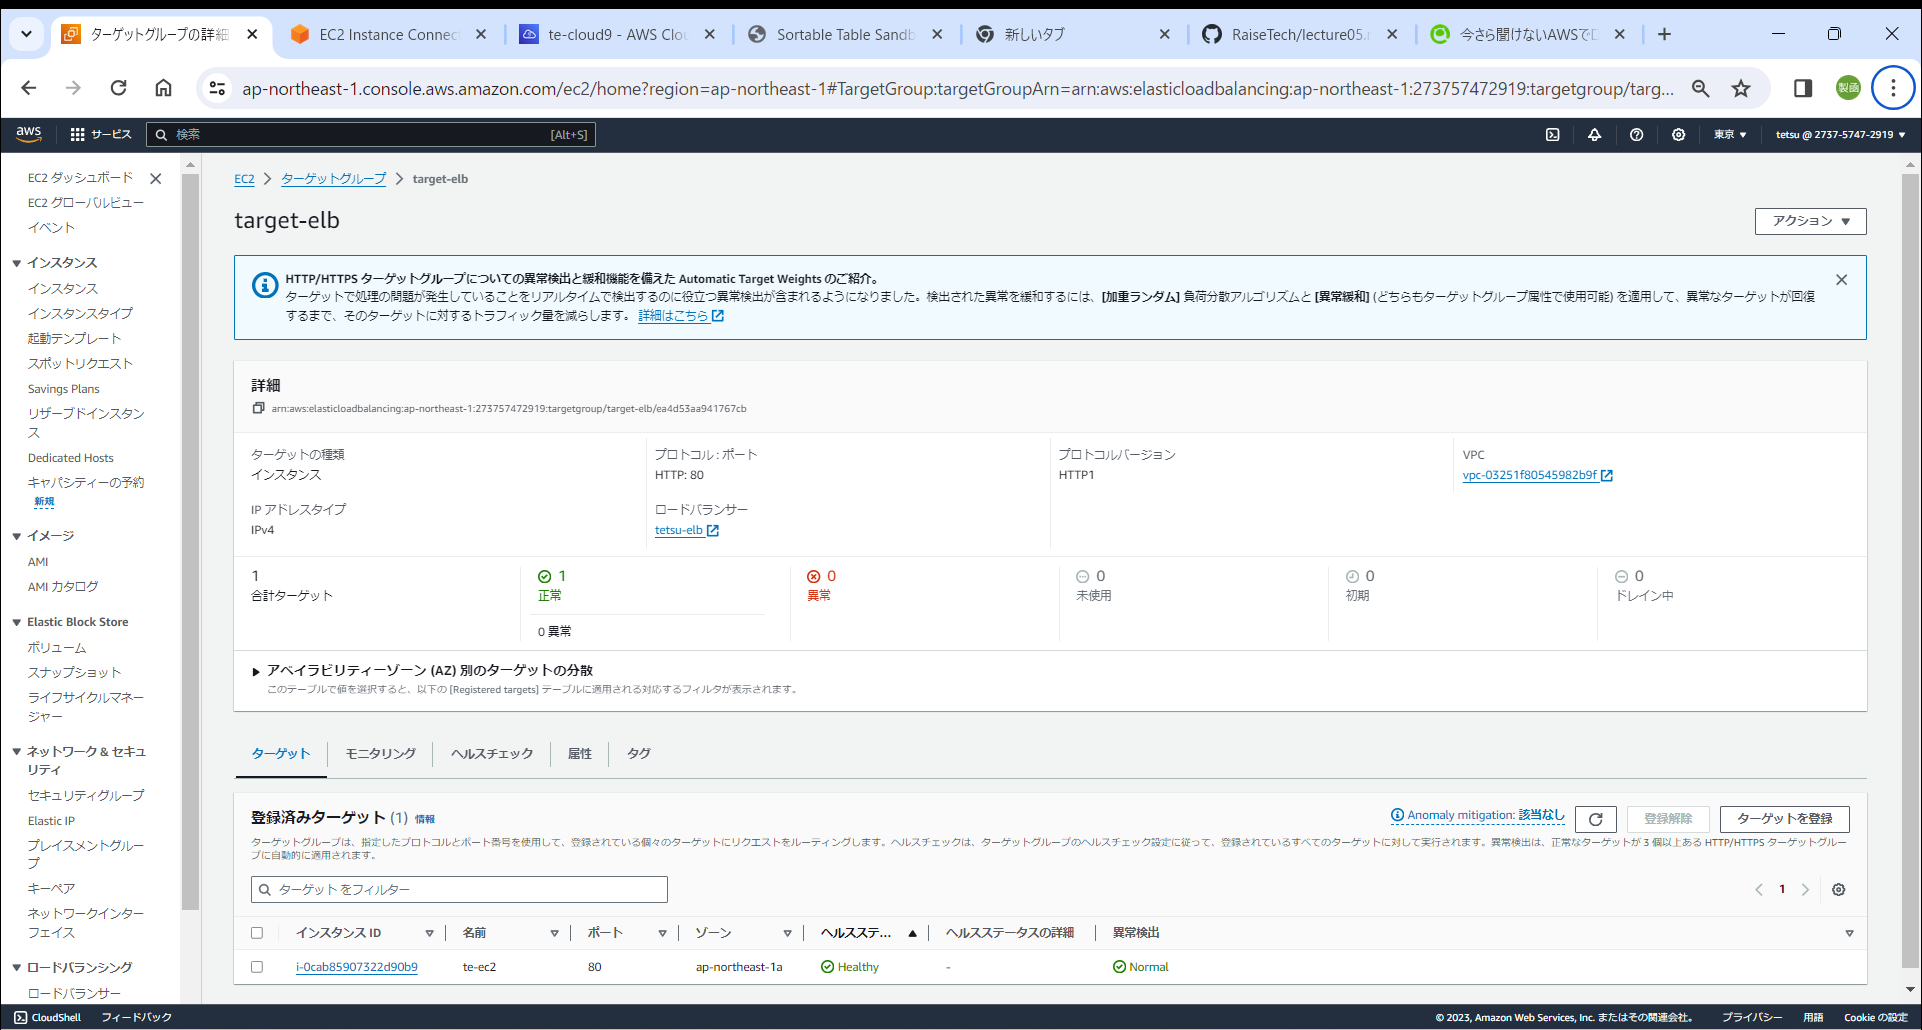 ターゲットグループの詳細
EC2 Instance Connec
te-cloud9 - AWS Clou
Sortable Table Sandb
新しいタブ
RaiseTech/lecture05.r
今さら聞けないAWSでロ
ap-northeast-1.console.aws.amazon.com/ec2/home?region=ap-northeast-1#TargetGroup:targetGroupArn=arn:aws:elasticloadbalancing:ap-northeast-1:273757472919:targetgroup/targ...
製函
aws
サービス
検索
[Alt+S]
東京
tetsu @ 2737-5747-2919
EC2 ダッシュボード
EC2 グローバルビュー
イベント
インスタンス
インスタンス
インスタンスタイプ
起動テンプレート
スポットリクエスト
Savings Plans
リザーブドインスタン
ス
Dedicated Hosts
キャパシティーの予約
新規
イメージ
AMI
AMI カタログ
Elastic Block Store
ボリューム
スナップショット
ライフサイクルマネー
ジャー
ネットワーク & セキュ
リティ
セキュリティグループ
Elastic IP
プレイスメントグルー
プ
キーペア
ネットワークインター
フェイス
ロードバランシング
ロードバランサー
EC2 > ターゲットグループ > target-elb
target-elb
アクション
HTTP/HTTPS ターゲットグループについての異常検出と緩和機能を備えた Automatic Target Weights のご紹介。
ターゲットで処理の問題が発生していることをリアルタイムで検出するのに役立つ異常検出が含まれるようになりました。検出された異常を緩和するには、[加重ランダム] 負荷分散アルゴリズムと [異常緩和] (どちらもターゲットグループ属性で使用可能) を適用して、異常なターゲットが回復
するまで、そのターゲットに対するトラフィック量を減らします。 詳細はこちら
詳細
arn:aws:elasticloadbalancing:ap-northeast-1:273757472919:targetgroup/target-elb/ea4d53aa941767cb
ターゲットの種類
インスタンス
プロトコル : ポート
HTTP: 80
プロトコルバージョン
HTTP1
VPC
vpc-03251f80545982b9f
IP アドレスタイプ
IPv4
ロードバランサー
tetsu-elb
1
合計ターゲット
1
正常
0 異常
0
異常
0
未使用
0
初期
0
ドレイン中
アベイラビリティーゾーン (AZ) 別のターゲットの分散
このテーブルで値を選択すると、以下の [Registered targets] テーブルに適用される対応するフィルタが表示されます。
ターゲット
モニタリング
ヘルスチェック
属性
タグ
登録済みターゲット (1) 情報
Anomaly mitigation: 該当なし
登録解除
ターゲットを登録
ターゲットグループは、指定したプロトコルとポート番号を使用して、登録されている個々のターゲットにリクエストをルーティングします。ヘルスチェックは、ターゲットグループのヘルスチェック設定に従って、登録されているすべてのターゲットに対して実行されます。異常検出は、正常なターゲットが 3 個以上ある HTTP/HTTPS ターゲットグルー
プに自動的に適用されます。
ターゲット をフィルター
1
インスタンス ID
名前
ポート
ゾーン
ヘルスステ...
ヘルスステータスの詳細
異常検出
i-0cab85907322d90b9
te-ec2
80
ap-northeast-1a
Healthy
-
Normal
CloudShell
フィードバック
© 2023, Amazon Web Services, Inc. またはその関連会社。
プライバシー
用語
Cookie の設定